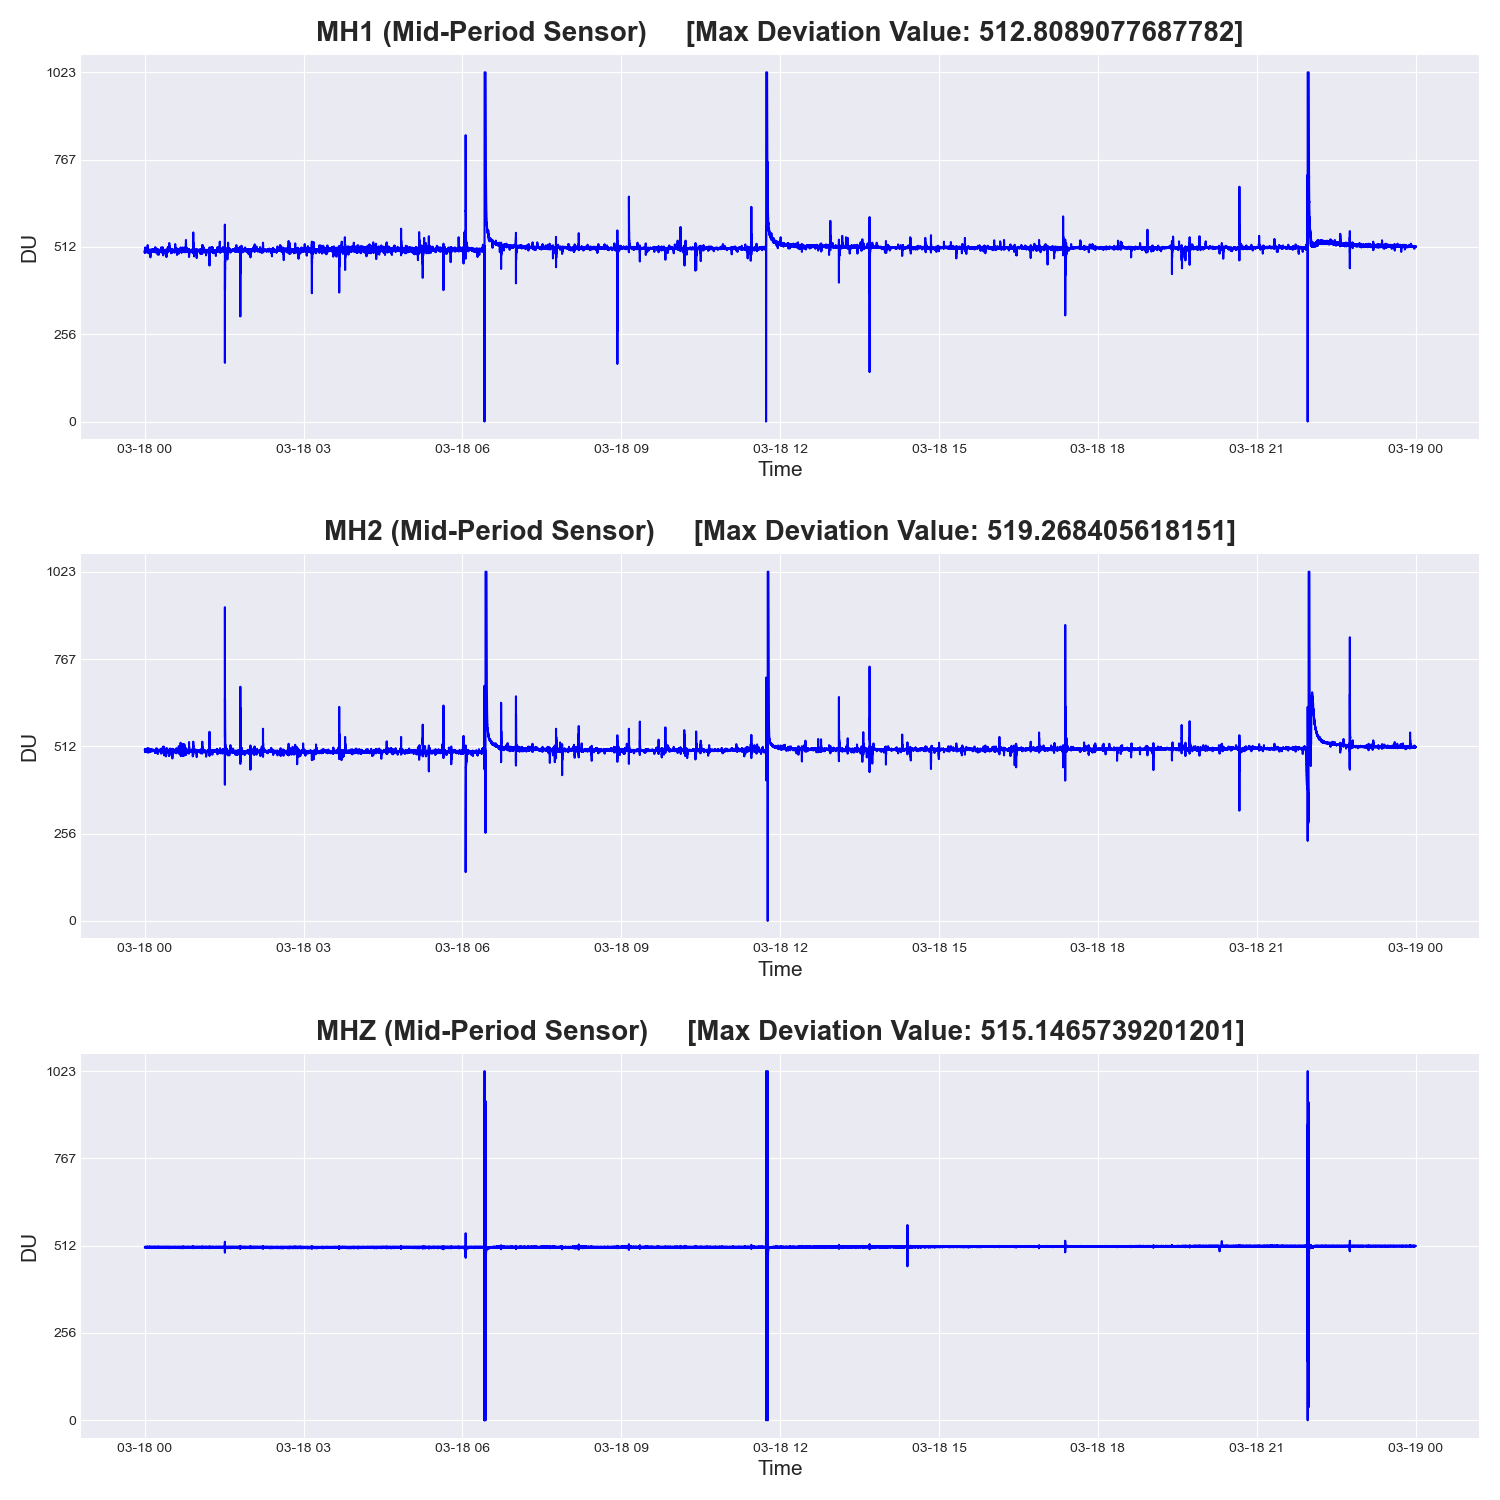 MH1 (Mid-Period Sensor) [Max Deviation Value: 512.8089077687782]
1023
767
512
256
0
DU
03-18 00 03-18 03 03-18 06 03-18 09 03-18 12 03-18 15 03-18 18 03-18 21 03-19 00
Time
MH2 (Mid-Period Sensor) [Max Deviation Value: 519.268405618151]
1023
767
512
256
0
DU
03-18 00 03-18 03 03-18 06 03-18 09 03-18 12 03-18 15 03-18 18 03-18 21 03-19 00
Time
MHZ (Mid-Period Sensor) [Max Deviation Value: 515.1465739201201]
1023
767
512
256
0
DU
03-18 00 03-18 03 03-18 06 03-18 09 03-18 12 03-18 15 03-18 18 03-18 21 03-19 00
Time